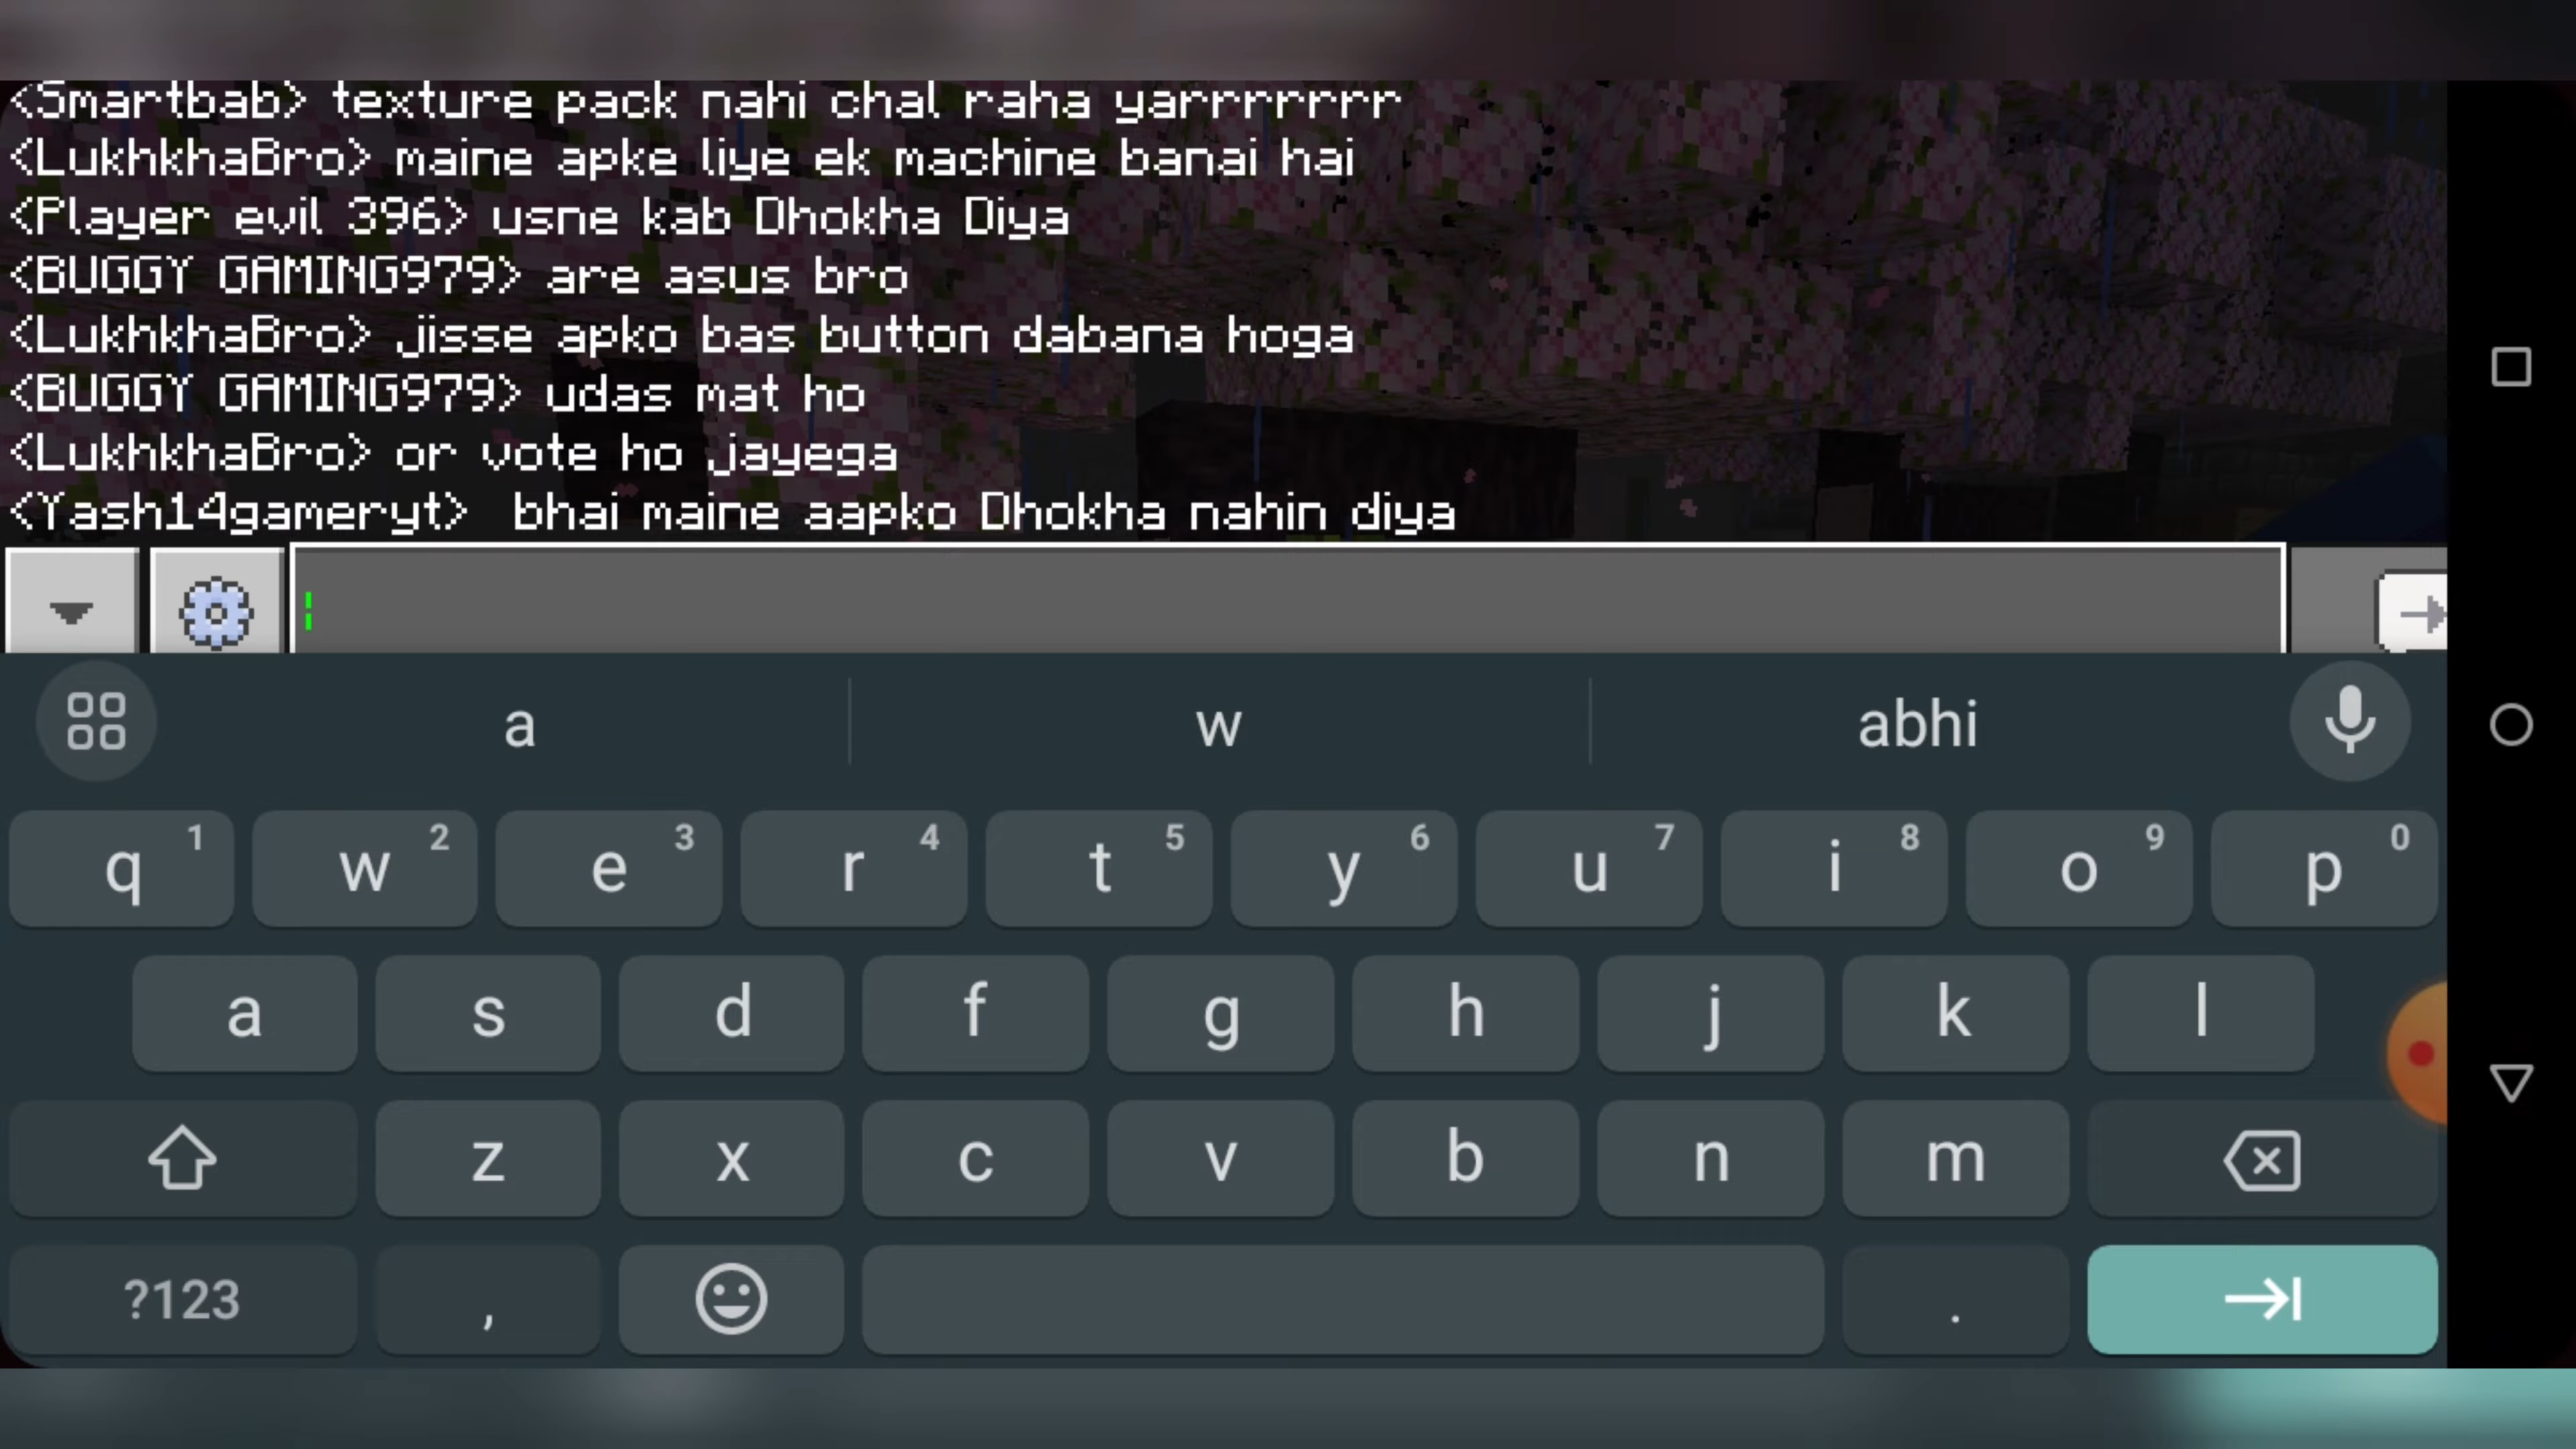 <Smartbab> texture pack nahi chal raha yarrrrrrr
<LukhkhaBro> maine apke liye ek machine banai hai
<Player evil 396> usne kab Dhokha Diya
<BUGGY GAMING979> are asus bro
<LukhkhaBro> jisse apko bas button dabana hoga
<BUGGY GAMING979> udas mat ho
<LukhkhaBro> or vote ho jayega
<Yash14gameryt> bhai maine aapko Dhokha nahin diya
a w abhi
q 1 w 2 e 3 r 4 t 5 y 6 u 7 i 8 o 9 p 0
a s d f g h j k l
z x c v b n m
?123 , .